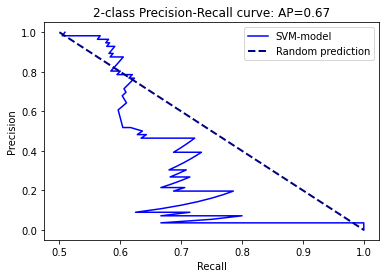 2-class Precision-Recall curve: AP=0.67
SVM-model
Random prediction
Precision
1.0
0.8
0.6
0.4
0.2
0.0
0.5
0.6
0.7
0.8
0.9
1.0
Recall